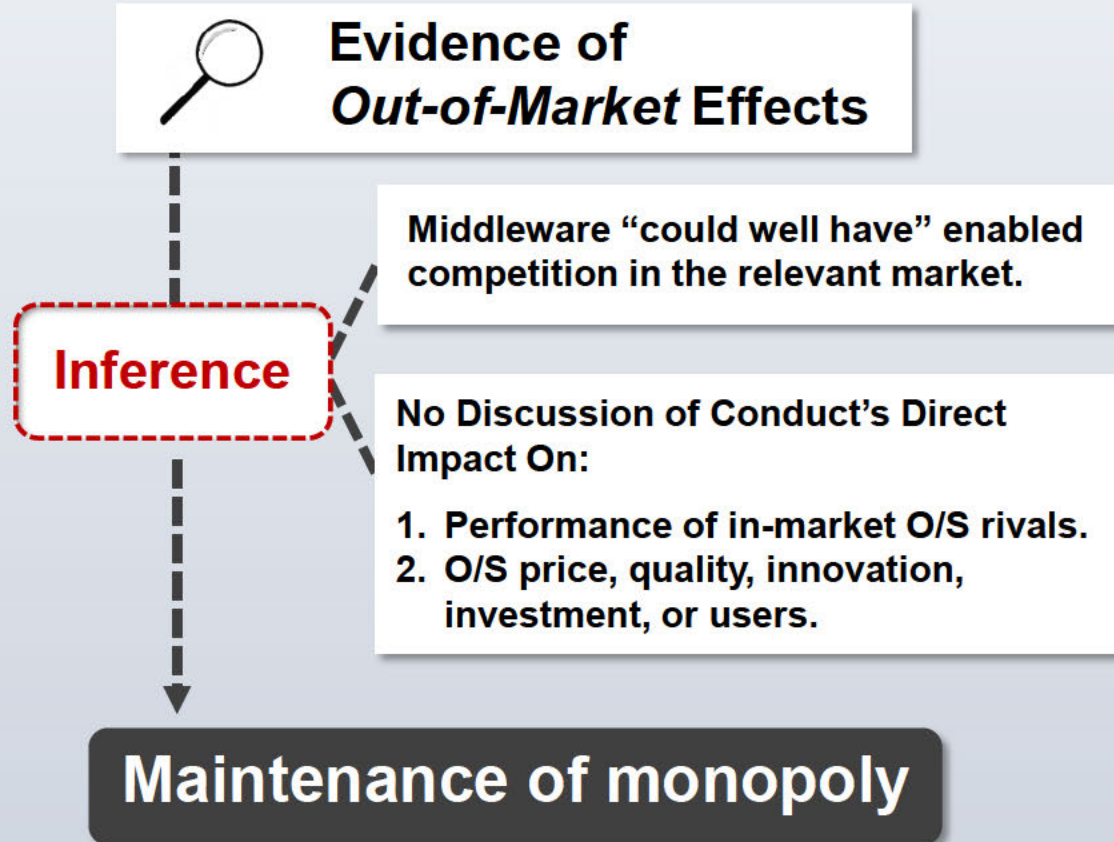 Evidence of
Out-of-Market Effects
Middleware “could well have” enabled
competition in the relevant market.
Inference
No Discussion of Conduct’s Direct
Impact On:
1. Performance of in-market O/S rivals.
2. O/S price, quality, innovation,
investment, or users.
Maintenance of monopoly